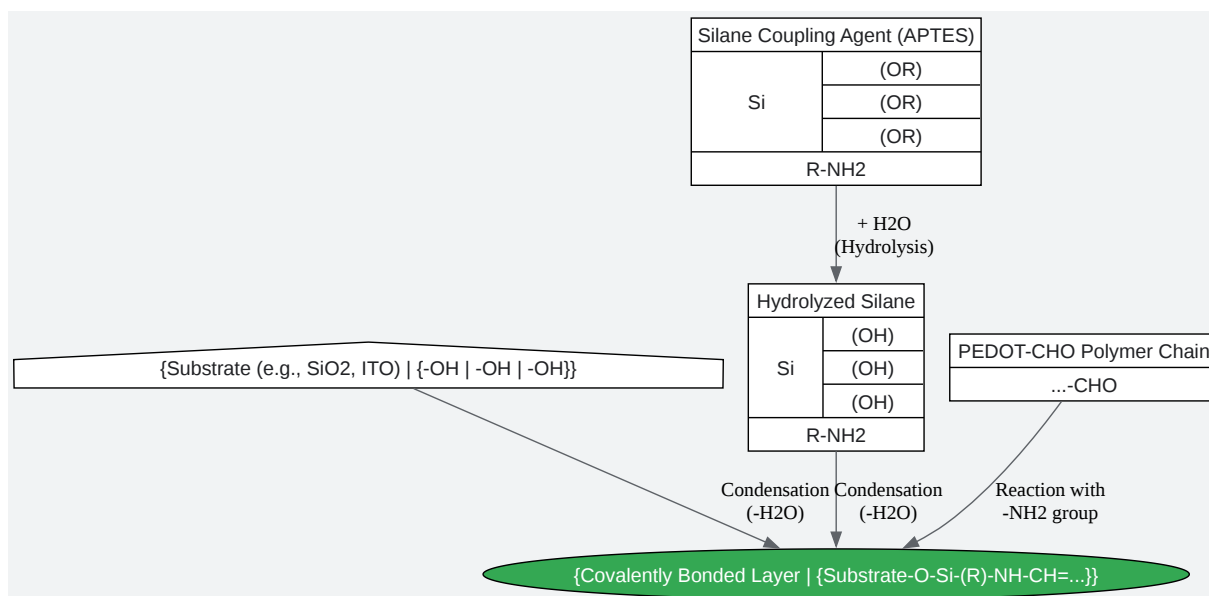 Silane Coupling Agent (APTES)
Si
(OR)
(OR)
(OR)
R-NH2
+ H2O
(Hydrolysis)
Hydrolyzed Silane
Si
(OH)
(OH)
(OH)
R-NH2
{Substrate (e.g., SiO2, ITO) | {-OH | -OH | -OH}}
PEDOT-CHO Polymer Chain
...-CHO
Condensation
(-H2O)
Condensation
(-H2O)
Reaction with
-NH2 group
{Covalently Bonded Layer | {Substrate-O-Si-(R)-NH-CH=...}}